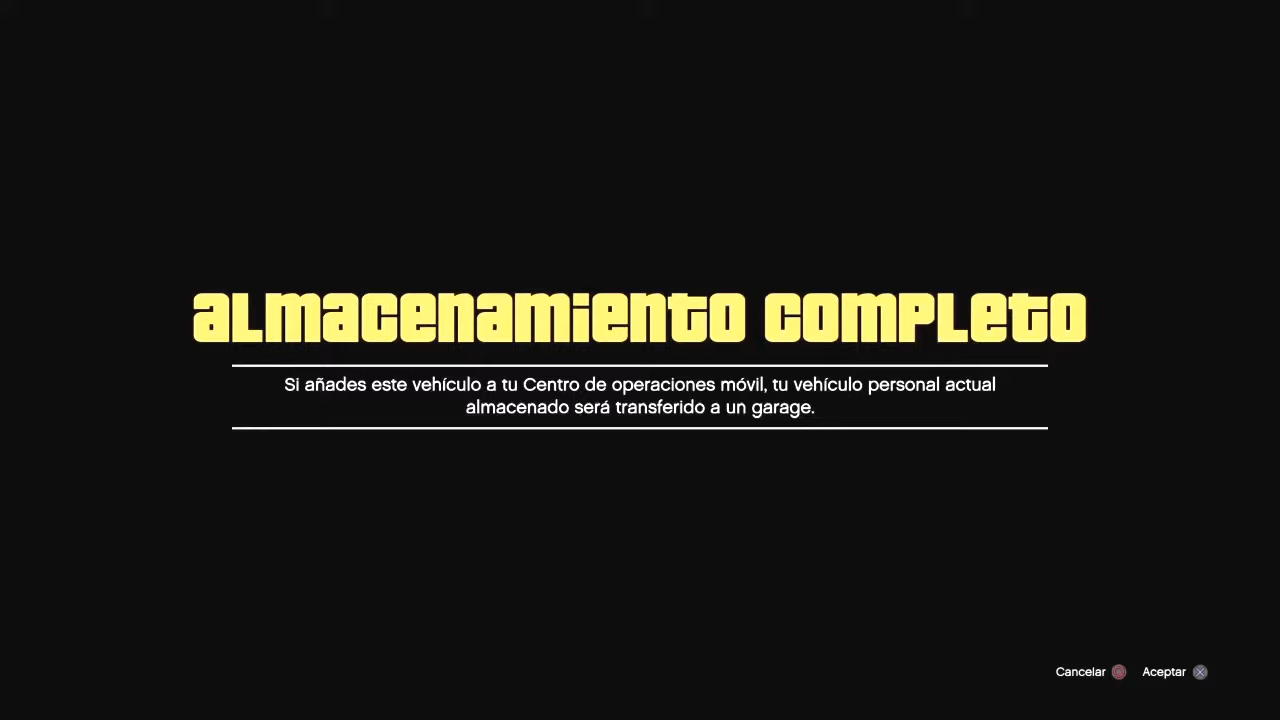 almacenamiento completo
Si añades este vehículo a tu Centro de operaciones móvil, tu vehículo personal actual
almacenado será transferido a un garage.
Cancelar Aceptar